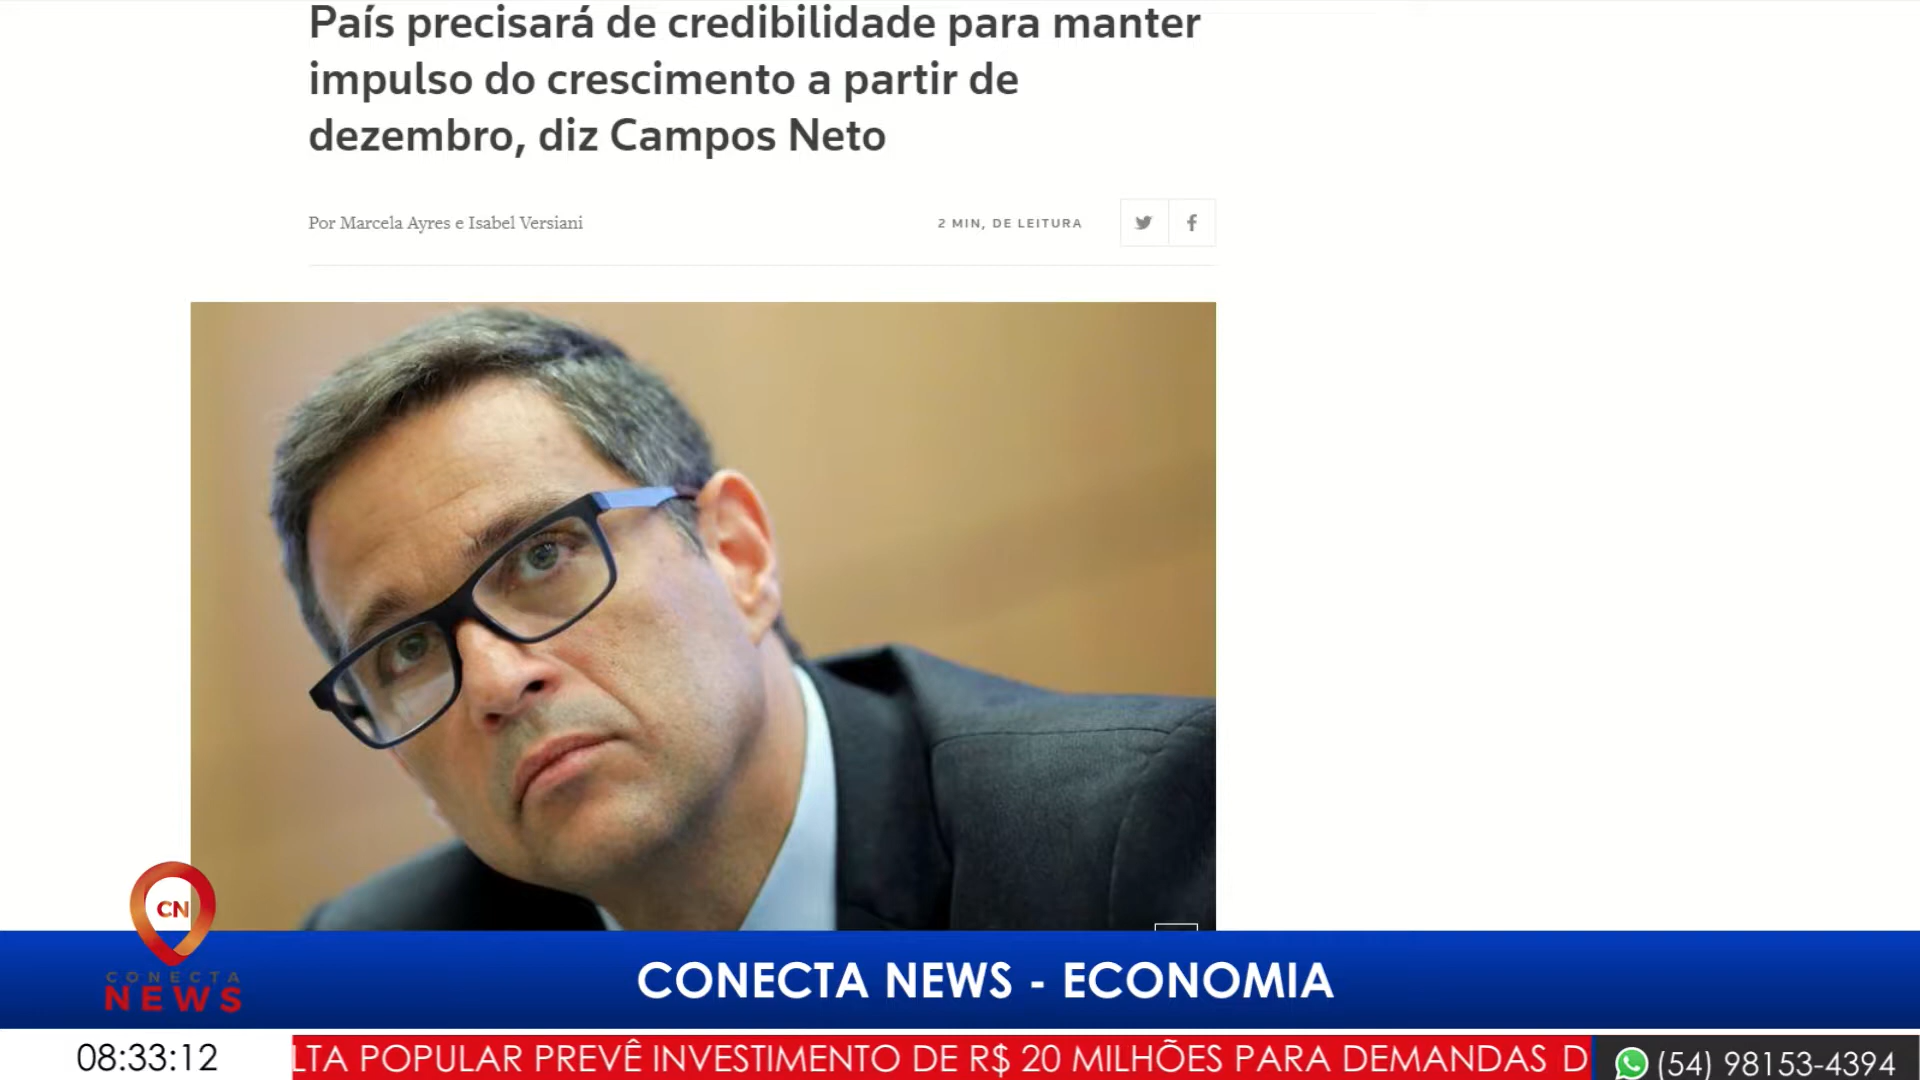 País precisará de credibilidade para manter
impulso do crescimento a partir de
dezembro, diz Campos Neto
Por Marcela Ayres e Isabel Versiani
2 MIN, DE LEITURA
CN
CONECTA
NEWS
CONECTA NEWS - ECONOMIA
08:33:12
LTA POPULAR PREVÊ INVESTIMENTO DE R$ 20 MILHÕES PARA DEMANDAS D
(54) 98153-4394